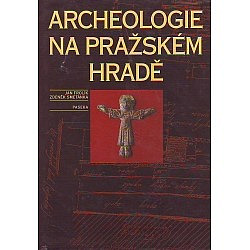 ARCHEOLOGIE
NA PRAŽSKÉM
HRADĚ
JAN FROLÍK
ZDENĚK SMETÁNKA
PASEKA